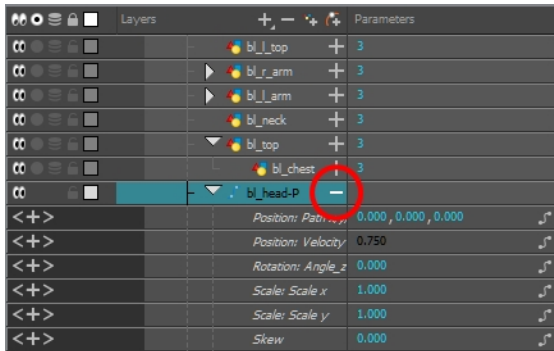 Layers Parameters
bl_l_top 3
bl_r_arm 3
bl_l_arm 3
bl_neck 3
bl_top 3
bl_chest 3
bl_head-P
Position: 0.000 , 0.000 , 0.000
Position: Velocity 0.750
Rotation: Angle_z 0.000
Scale: Scale x 1.000
Scale: Scale y 1.000
Skew 0.000